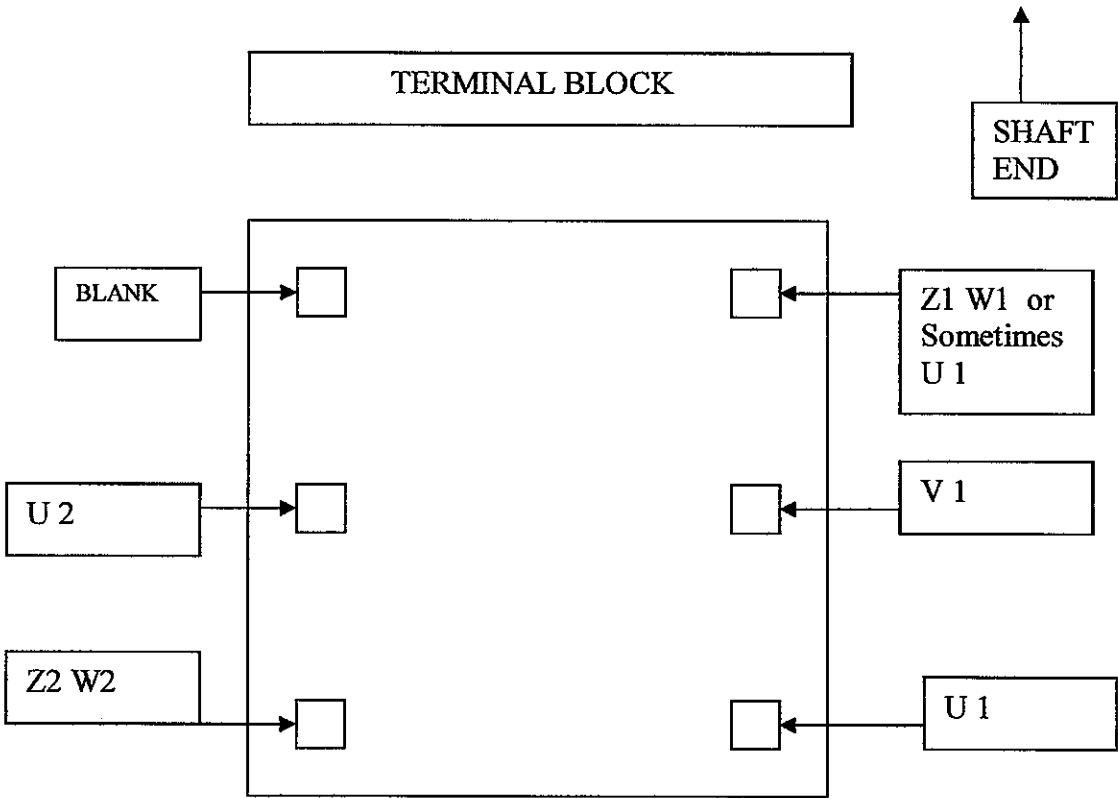 TERMINAL BLOCK
SHAFT
END
BLANK
Z1 W1 or
Sometimes
U 1
U 2
V 1
Z2 W2
U 1